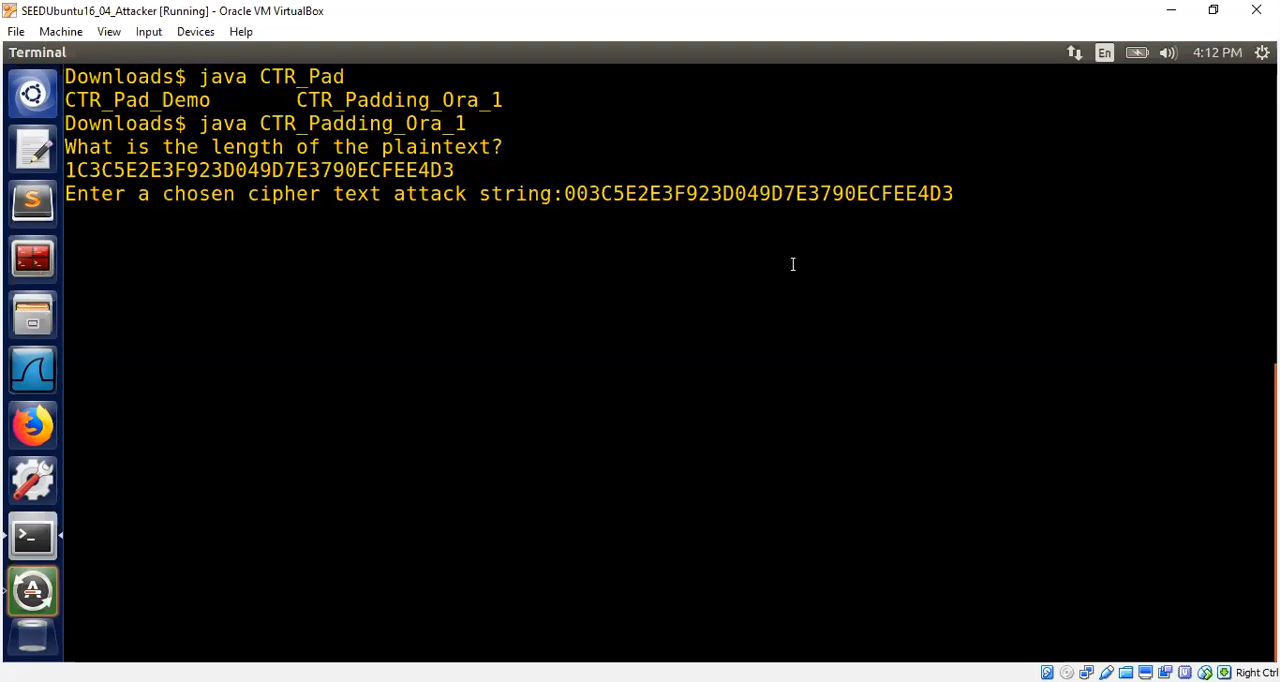 SEEDUbuntu16_04_Attacker [Running] - Oracle VM VirtualBox
File Machine View Input Devices Help
Terminal En 4:12 PM
Downloads$ java CTR_Pad
CTR_Pad_Demo CTR_Padding_Ora_1
Downloads$ java CTR_Padding_Ora_1
What is the length of the plaintext?
1C3C5E2E3F923D049D7E3790ECFEE4D3
Enter a chosen cipher text attack string:003C5E2E3F923D049D7E3790ECFEE4D3
Right Ctrl